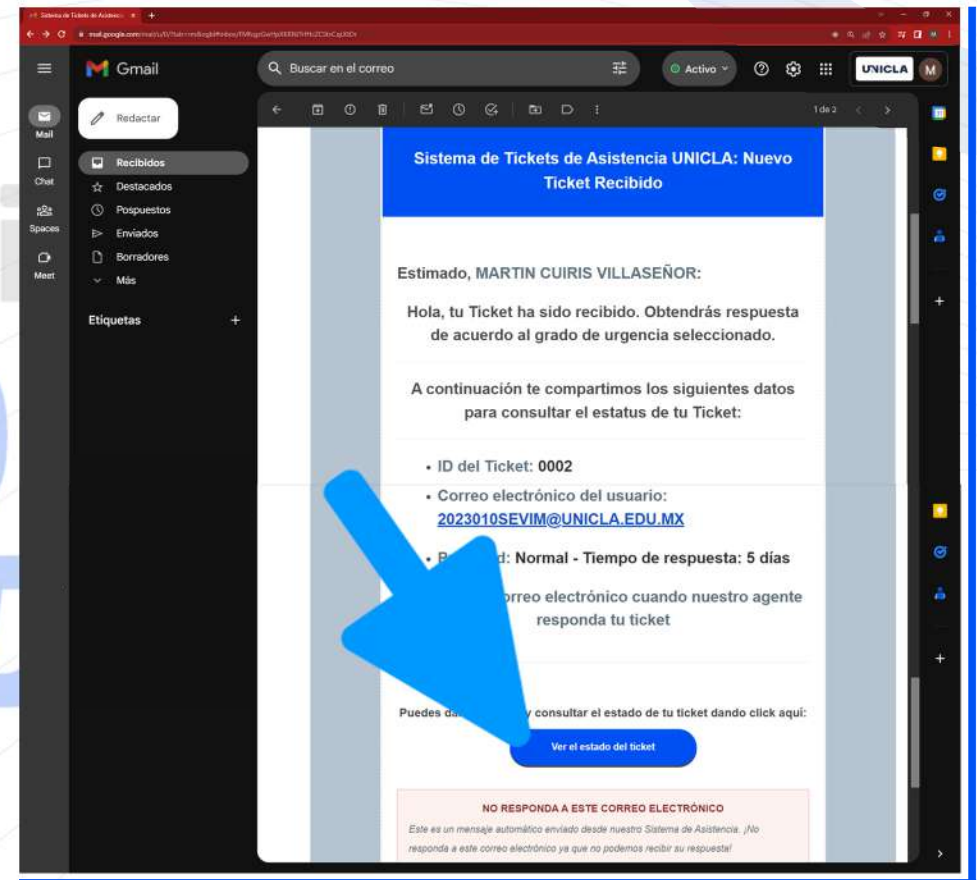 Sistema de Tickets de Asistenc
Gmail
Buscar en el correo
Activo
UNICLA
M
Redactar
1 de 2
Mail
Recibidos
Chat
Destacados
Spaces
Pospuestos
Enviados
Meet
Borradores
Más
Etiquetas
Sistema de Tickets de Asistencia UNICLA: Nuevo
Ticket Recibido
Estimado, MARTIN CUIRIS VILLASEÑOR:
Hola, tu Ticket ha sido recibido. Obtendrás respuesta
de acuerdo al grado de urgencia seleccionado.
A continuación te compartimos los siguientes datos
para consultar el estatus de tu Ticket:
• ID del Ticket: 0002
• Correo electrónico del usuario:
2023010SEVIM@UNICLA.EDU.MX
• d: Normal - Tiempo de respuesta: 5 días
orreo electrónico cuando nuestro agente
responda tu ticket
Puedes y consultar el estado de tu ticket dando click aquí:
Ver el estado del ticket
NO RESPONDA A ESTE CORREO ELECTRÓNICO
Este es un mensaje automático enviado desde nuestro Sistema de Asistencia. ¡No
responda a este correo electrónico ya que no podemos recibir su respuesta!